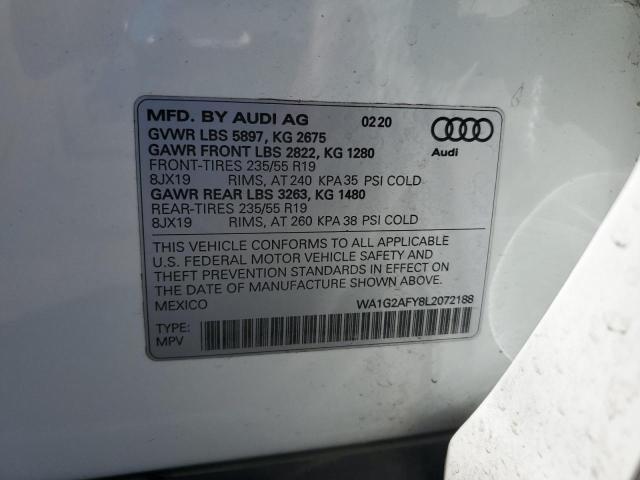 MFD. BY AUDI AG 0220
GVWR LBS 5897, KG 2675
GAWR FRONT LBS 2822, KG 1280
Audi
FRONT-TIRES 235/55 R19
8JX19 RIMS, AT 240 KPA 35 PSI COLD
GAWR REAR LBS 3263, KG 1480
REAR-TIRES 235/55 R19
8JX19 RIMS, AT 260 KPA 38 PSI COLD
THIS VEHICLE CONFORMS TO ALL APPLICABLE
U.S. FEDERAL MOTOR VEHICLE SAFETY AND
THEFT PREVENTION STANDARDS IN EFFECT ON
THE DATE OF MANUFACTURE SHOWN ABOVE.
MEXICO WA1G2AFY8L2072188
TYPE:
MPV